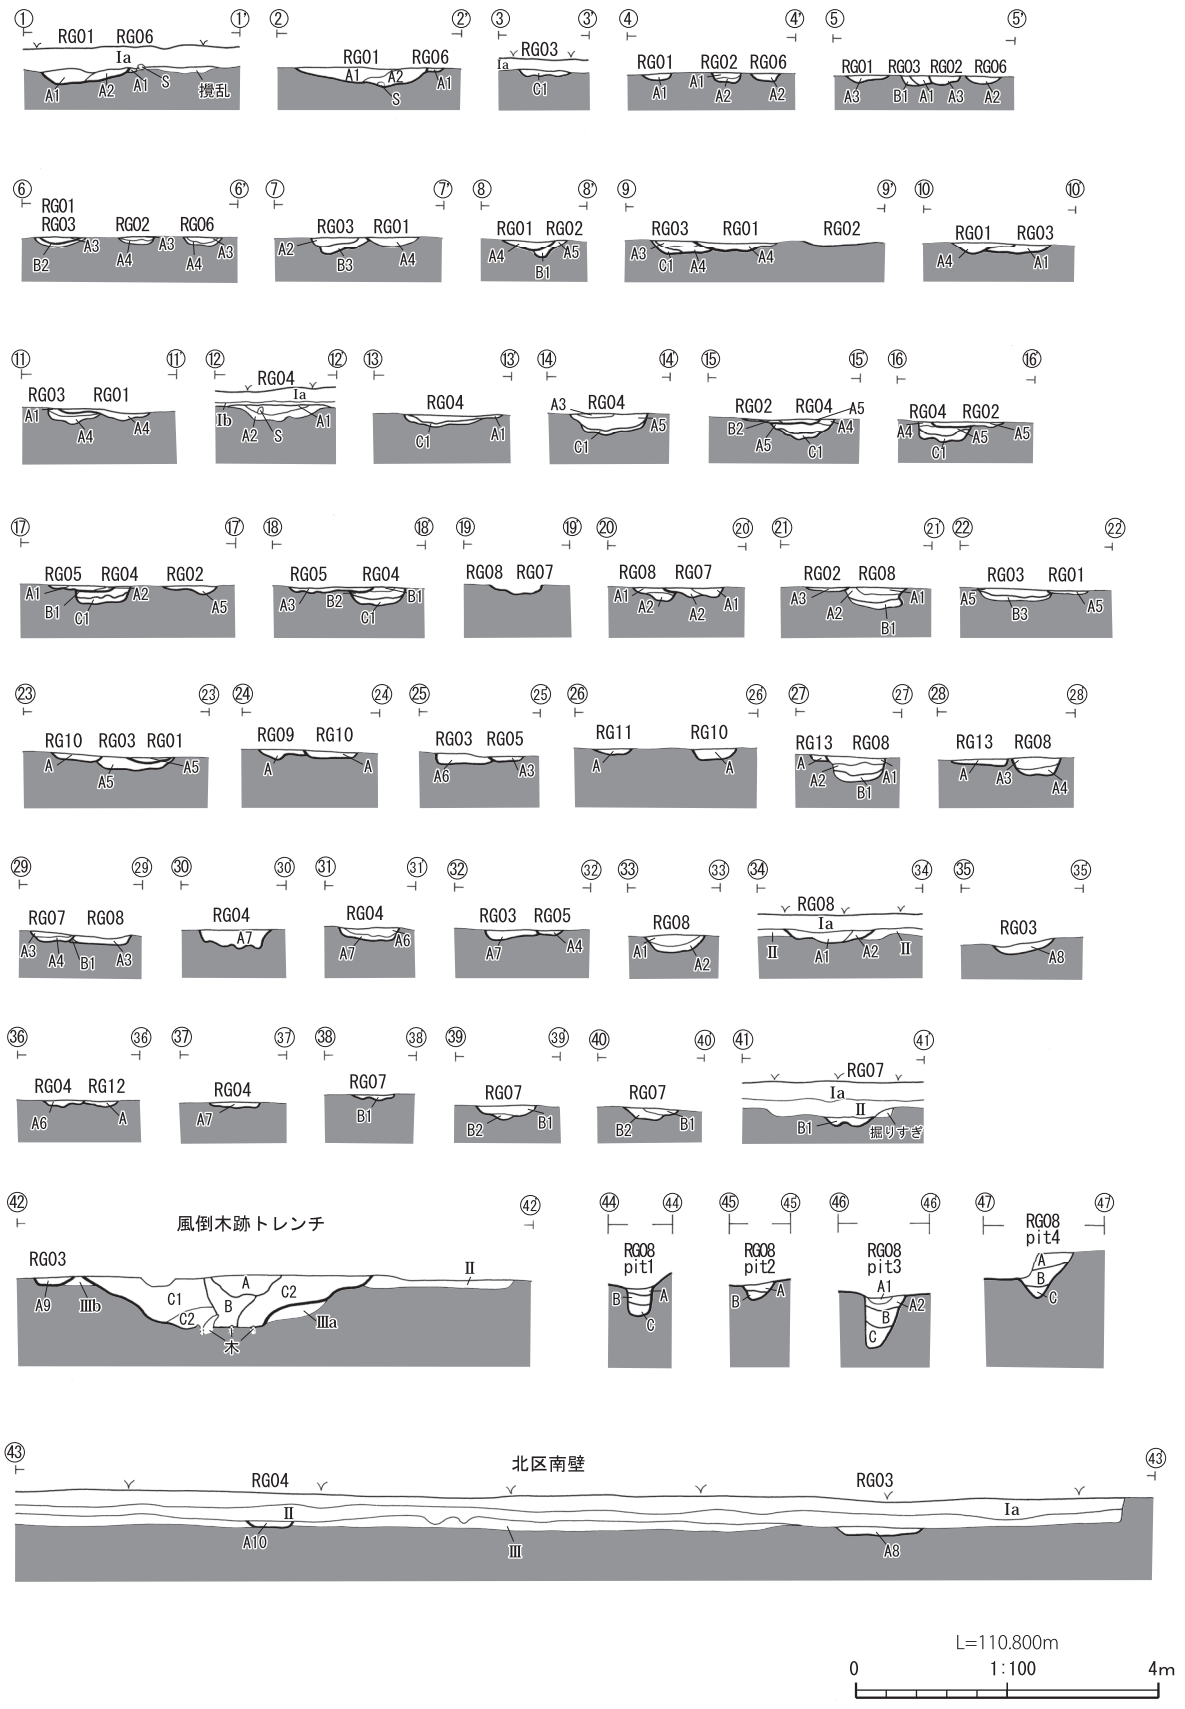 ① ①’ ② ②’ ③ ③’ ④ ④’ ⑤ ⑤’
RG01 RG06
Ia
A1 A2 A1 S 攪乱
RG01 RG06
A1 A2 A1
S
RG03
Ia
C1
RG01 RG02 RG06
A1 A1 A2 A2
RG01 RG03 RG02 RG06
A3 B1 A1 A3 A2
⑥ ⑥’ ⑦ ⑦’ ⑧ ⑧’ ⑨ ⑨’ ⑩ ⑩’
RG01
RG03 RG02 RG06
B2 A3 A4 A3 A4 A3
RG03 RG01
A2 B3 A4
RG01 RG02
A4 B1 A5
RG03 RG01 RG02
A3 C1 A4 A4
RG01 RG03
A4 A1
⑪ ⑪’ ⑫ ⑫’ ⑬ ⑬’ ⑭ ⑭’ ⑮ ⑮’ ⑯ ⑯’
RG03 RG01
A1 A4 A4
RG04
Ia
Ib A2 S A1
RG04
C1 A1
A3 RG04
C1 A5
RG02 RG04 A5
B2 A5 C1 A4
RG04 RG02
A4 C1 A5 A5
⑰ ⑰’ ⑱ ⑱’ ⑲ ⑲’ ⑳ ⑳’ ㉑ ㉑’ ㉒ ㉒’
RG05 RG04 RG02
A1 B1 C1 A2 A5
RG05 RG04
A3 B2 C1 B1
RG08 RG07
RG08 RG07
A1 A2 A2 A1
RG02 RG08
A3 A2 B1 A1
RG03 RG01
A5 B3 A5
㉓ ㉓’ ㉔ ㉔’ ㉕ ㉕’ ㉖ ㉖’ ㉗ ㉗’ ㉘ ㉘’
RG10 RG03 RG01
A A5 A5
RG09 RG10
A A
RG03 RG05
A6 A3
RG11 RG10
A A
RG13 RG08
A A2 B1 A1
RG13 RG08
A A3 A4
㉙ ㉙’ ㉚ ㉚’ ㉛ ㉛’ ㉜ ㉜’ ㉝ ㉝’ ㉞ ㉞’ ㉟ ㉟’
RG07 RG08
A3 A4 B1 A3
RG04
A7
RG04
A7 A6
RG03 RG05
A7 A4
RG08
A1 A2
RG08
Ia
II A1 A2 II
RG03
A8
㊱ ㊱’ ㊲ ㊲’ ㊳ ㊳’ ㊴ ㊴’ ㊵ ㊵’ ㊶ ㊶’
RG04 RG12
A6 A
RG04
A7
RG07
B1
RG07
B2 B1
RG07
B2 B1
RG07
Ia
II
B1 掘りすぎ
㊷ ㊷’ ㊹ ㊹’ ㊺ ㊺’ ㊻ ㊻’ ㊼ ㊼’
風倒木跡トレンチ
RG03 II
A9 IIIb C1 C2 A B C2 IIIa
木
RG08
pit1
B A
C
RG08
pit2
B A
RG08
pit3
A1
A2
B
C
RG08
pit4
A
B
C
㊸ ㊸’
北区南壁
RG04 RG03
II Ia
A10 III A8
L=110.800m
0 1:100 4m